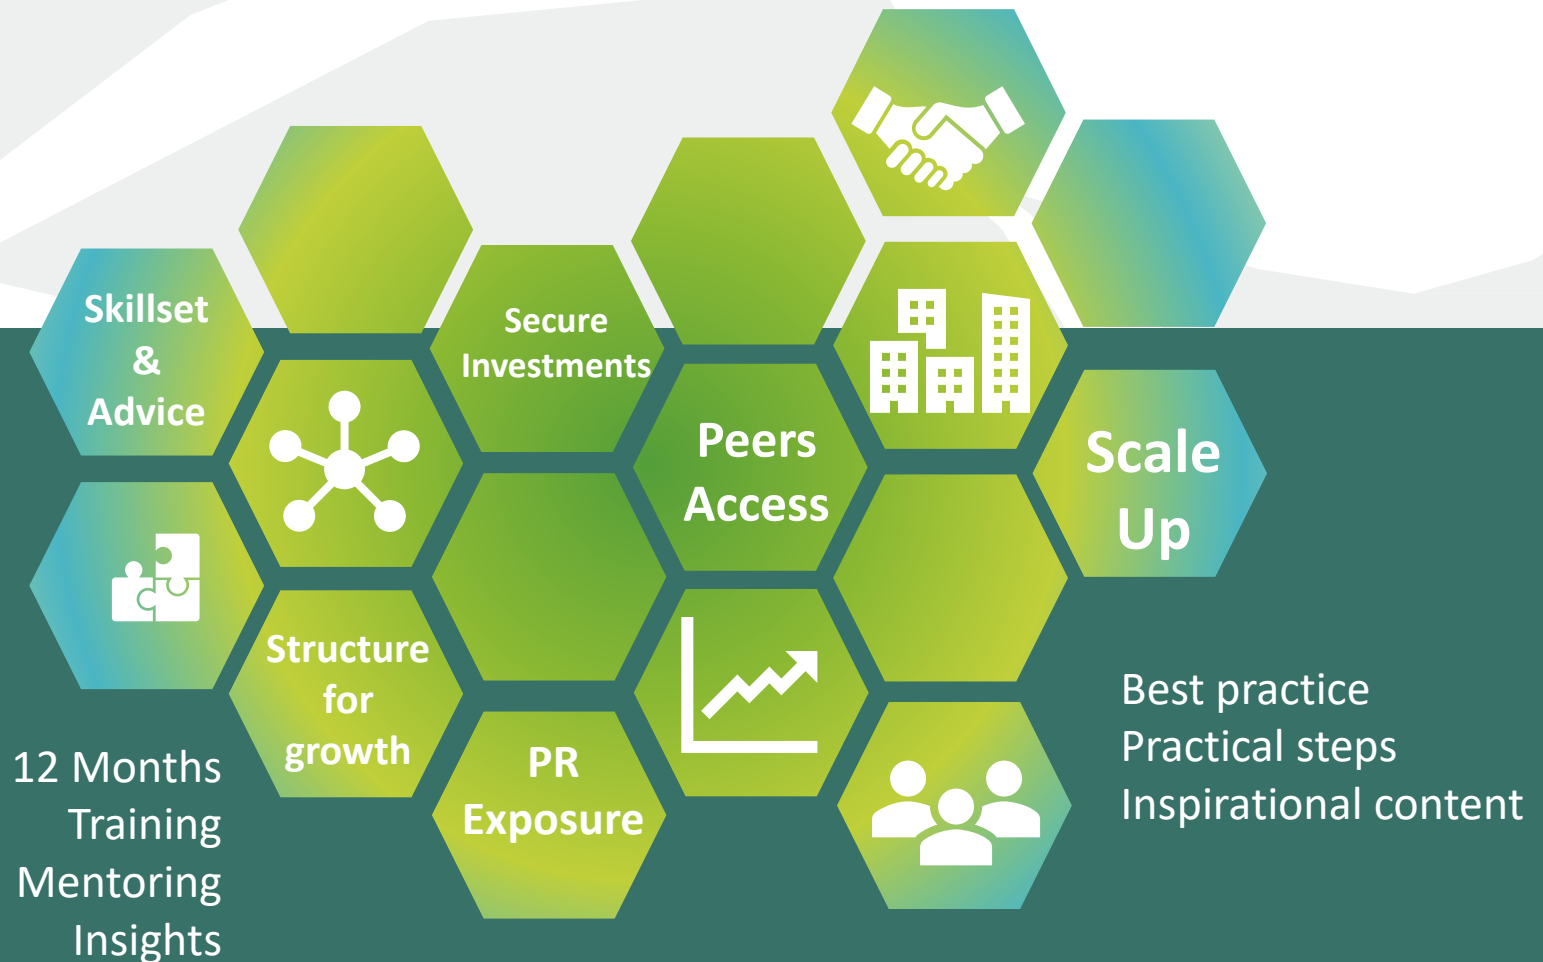 Skillset
&
Advice
Secure
Investments
Peers
Access
Scale
Up
Structure
for
growth
PR
Exposure
12 Months
Training
Mentoring
Insights
Best practice
Practical steps
Inspirational content